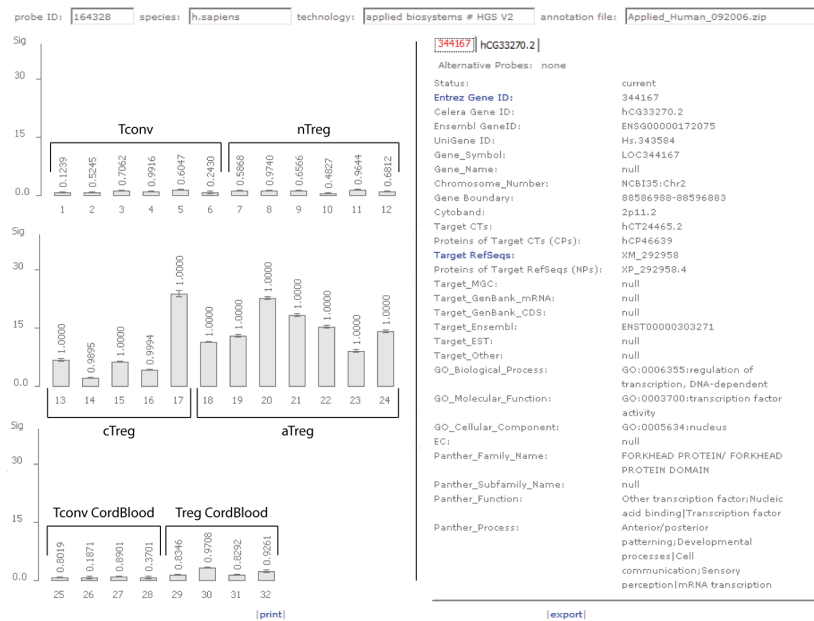 probe ID: 164328 species: h.sapiens technology: applied biosystems # HGS V2 annotation file: Applied_Human_092006.zip
Sig
30
15
0.0
Tconv nTreg
0.1239 0.5245 0.7062 0.9916 0.6047 0.2430 0.5868 0.9740 0.6566 0.4827 0.9644 0.6812
1 2 3 4 5 6 7 8 9 10 11 12
Sig
30
15
0.0
1.0000 0.9895 1.0000 0.9994 1.0000 1.0000 1.0000 1.0000 1.0000 1.0000 1.0000 1.0000
13 14 15 16 17 18 19 20 21 22 23 24
cTreg aTreg
Sig
30
15
0.0
Tconv CordBlood Treg CordBlood
0.8019 0.1871 0.8901 0.3701 0.8346 0.9708 0.8292 0.9261
25 26 27 28 29 30 31 32
|print|
344167 hCG33270.2|
Alternative Probes: none
Status: current
Entrez Gene ID: 344167
Celera Gene ID: hCG33270.2
Ensembl GeneID: ENSG00000172075
UniGene ID: Hs.343584
Gene_Symbol: LOC344167
Gene_Name: null
Chromosome_Number: NCBI35:Chr2
Gene Boundary: 88586988-88596883
Cytoband: 2p11.2
Target CTs: hCT24465.2
Proteins of Target CTs (CPs): hCP46639
Target RefSeqs: XM_292958
Proteins of Target RefSeqs (NPs): XP_292958.4
Target_MGC: null
Target_GenBank_mRNA: null
Target_GenBank_CDS: null
Target_Ensembl: ENST00000303271
Target_EST: null
Target_Other: null
GO_Biological_Process: GO:0006355:regulation of
transcription, DNA-dependent
GO_Molecular_Function: GO:0003700:transcription factor
activity
GO_Cellular_Component: GO:0005634:nucleus
EC: null
Panther_Family_Name: FORKHEAD PROTEIN/ FORKHEAD
PROTEIN DOMAIN
Panther_Subfamily_Name: null
Panther_Function: Other transcription factor;Nucleic
acid binding|Transcription factor
Panther_Process: Anterior/posterior
patterning;Developmental
processes|Cell
communication;Sensory
perception|mRNA transcription
|export|